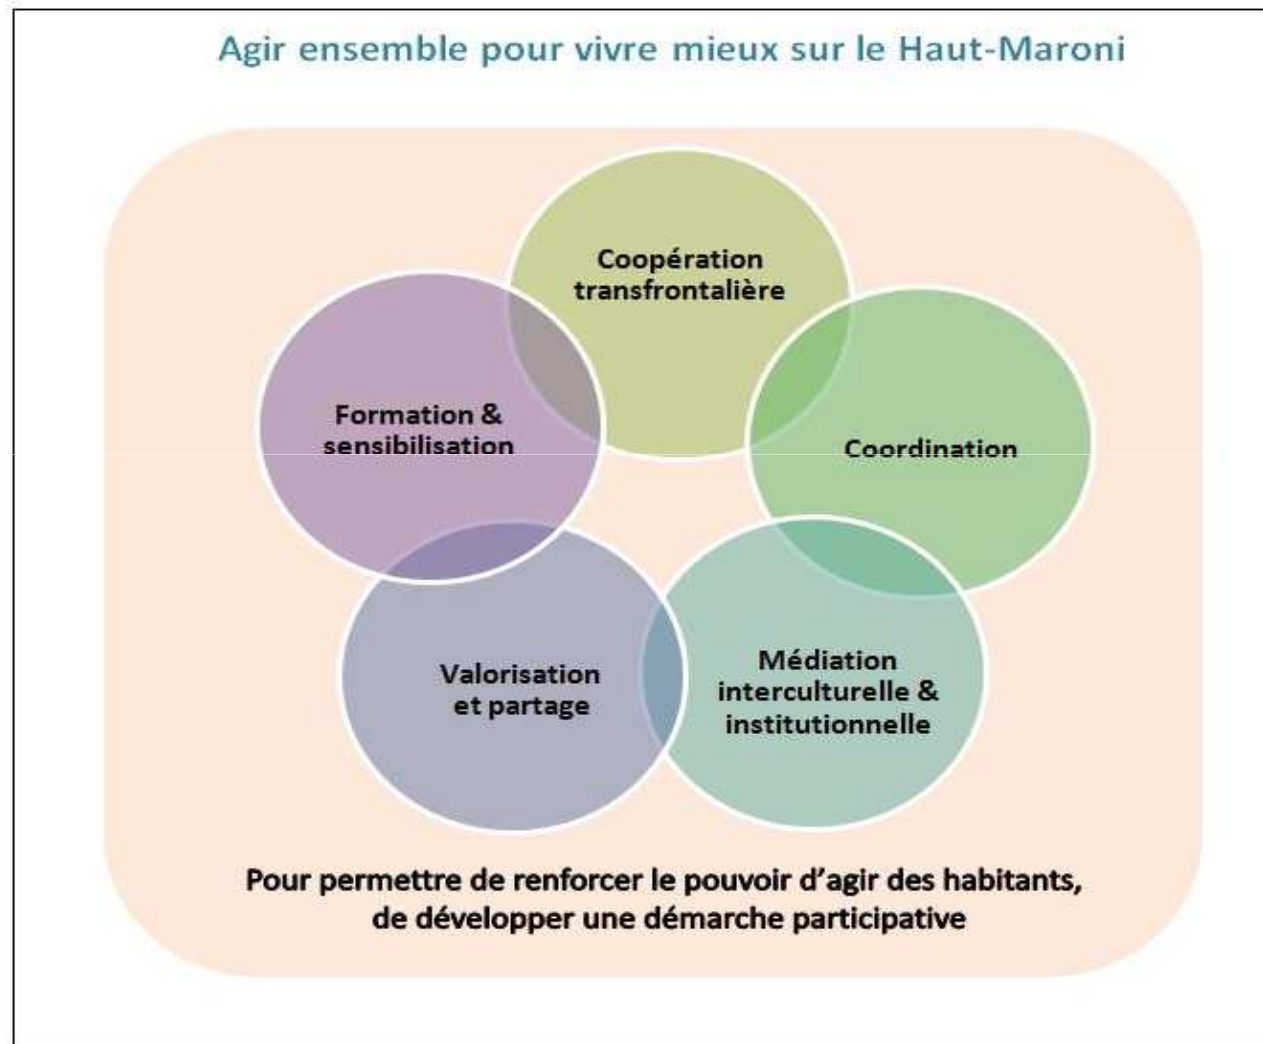 Agir ensemble pour vivre mieux sur le Haut-Maroni
Coopération
transfrontalière
Formation &
sensibilisation
Coordination
Valorisation
et partage
Médiation
interculturelle &
institutionnelle
Pour permettre de renforcer le pouvoir d’agir des habitants,
de développer une démarche participative